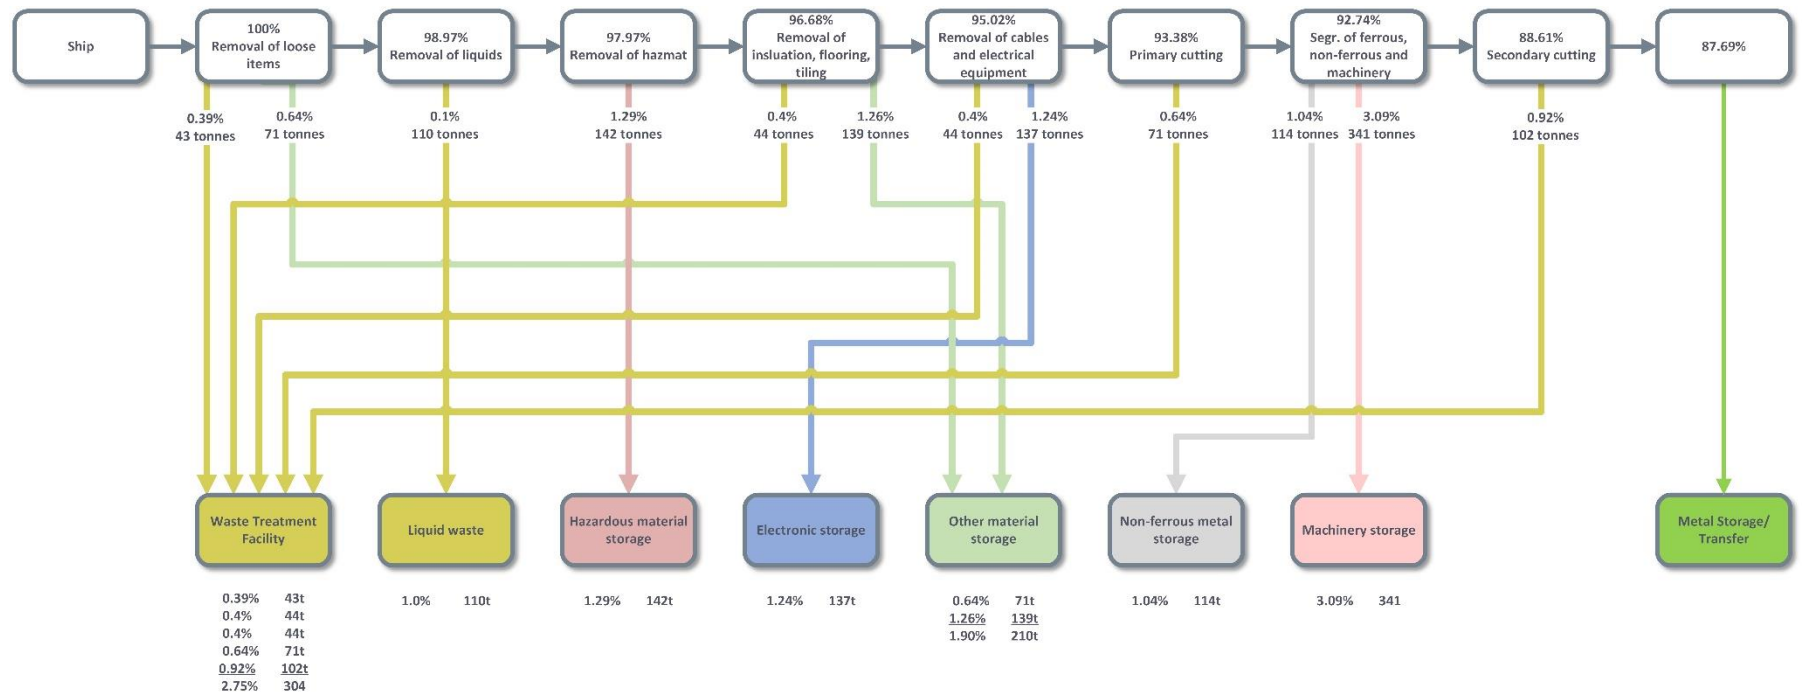 Ship
100%
Removal of loose
items
98.97%
Removal of liquids
97.97%
Removal of hazmat
96.68%
Removal of
insluation, flooring,
tiling
95.02%
Removal of cables
and electrical
equipment
93.38%
Primary cutting
92.74%
Segr. of ferrous,
non-ferrous and
machinery
88.61%
Secondary cutting
87.69%
0.39%
43 tonnes
0.64%
71 tonnes
0.1%
110 tonnes
1.29%
142 tonnes
0.4%
44 tonnes
1.26%
139 tonnes
0.4%
44 tonnes
1.24%
137 tonnes
0.64%
71 tonnes
1.04%
114 tonnes
3.09%
341 tonnes
0.92%
102 tonnes
Waste Treatment
Facility
Liquid waste
Hazardous material
storage
Electronic storage
Other material
storage
Non-ferrous metal
storage
Machinery storage
Metal Storage/
Transfer
0.39% 43t
0.4% 44t
0.4% 44t
0.64% 71t
0.92% 102t
2.75% 304
1.0% 110t
1.29% 142t
1.24% 137t
0.64% 71t
1.26% 139t
1.90% 210t
1.04% 114t
3.09% 341